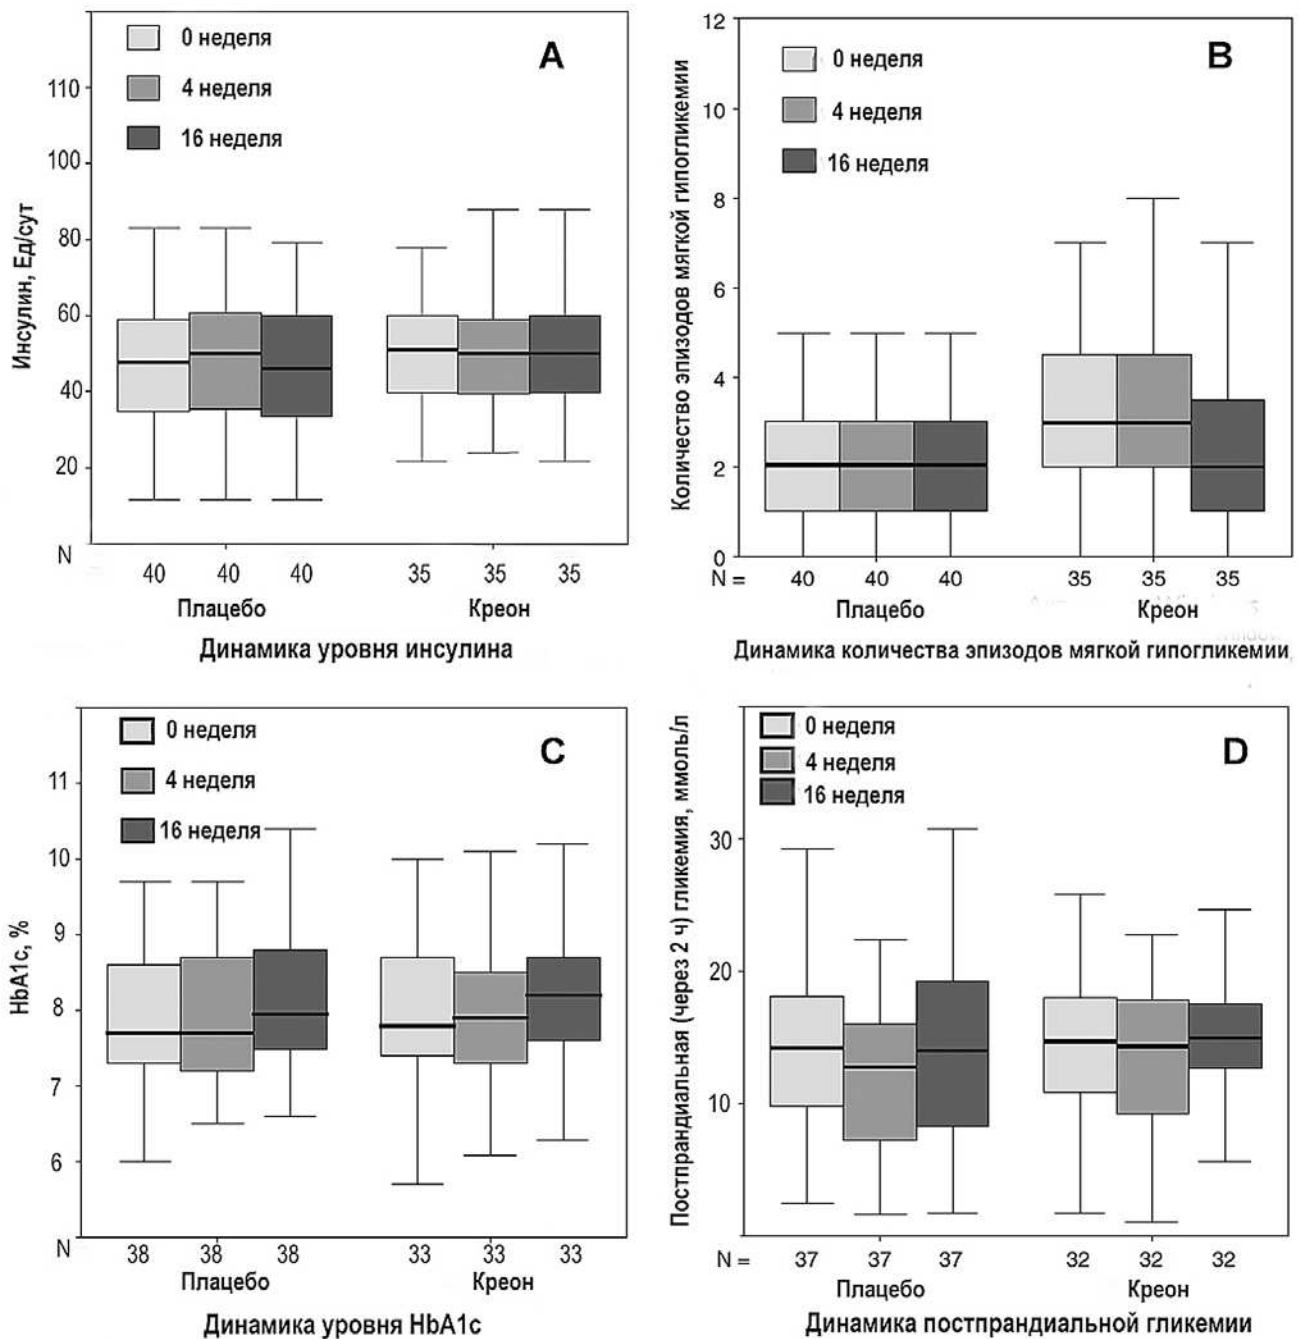 A
0 неделя
4 неделя
16 неделя
Инсулин, Ед/сут
110
100
80
60
40
20
N
40 40 40 35 35 35
Плацебо Креон
Динамика уровня инсулина
B
0 неделя
4 неделя
16 неделя
Количество эпизодов мягкой гипогликемии
12
10
8
6
4
2
0
N = 40 40 40 35 35 35
Плацебо Креон
Динамика количества эпизодов мягкой гипогликемии
C
0 неделя
4 неделя
16 неделя
HbA1c, %
11
10
9
8
7
6
N 38 38 38 33 33 33
Плацебо Креон
Динамика уровня HbA1c
D
0 неделя
4 неделя
16 неделя
Постпрандиальная (через 2 ч) гликемия, ммоль/л
30
20
10
N = 37 37 37 32 32 32
Плацебо Креон
Динамика постпрандиальной гликемии